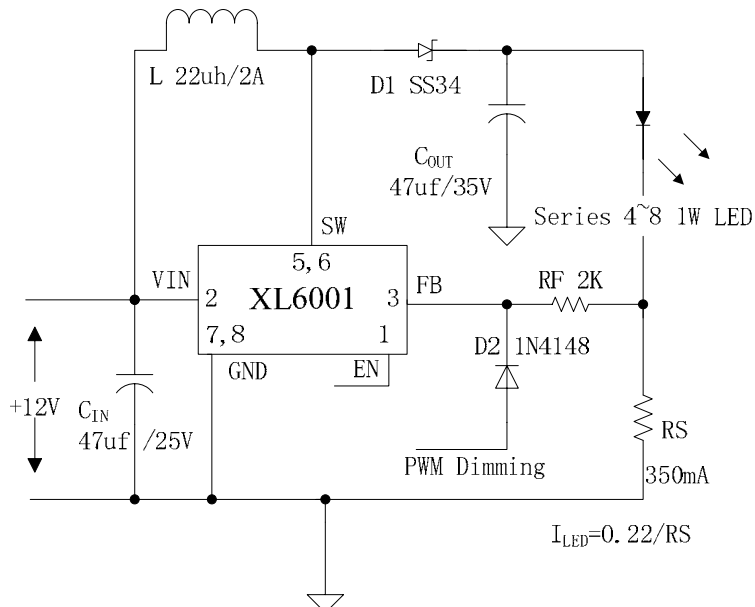 L 22uh/2A
D1 SS34
COUT
47uf/35V
Series 4~8 1W LED
SW
5,6
VIN
2
XL6001
3
FB
RF 2K
7,8
1
GND
EN
D2 1N4148
+12V
CIN
47uf /25V
PWM Dimming
RS
350mA
ILED=0.22/RS